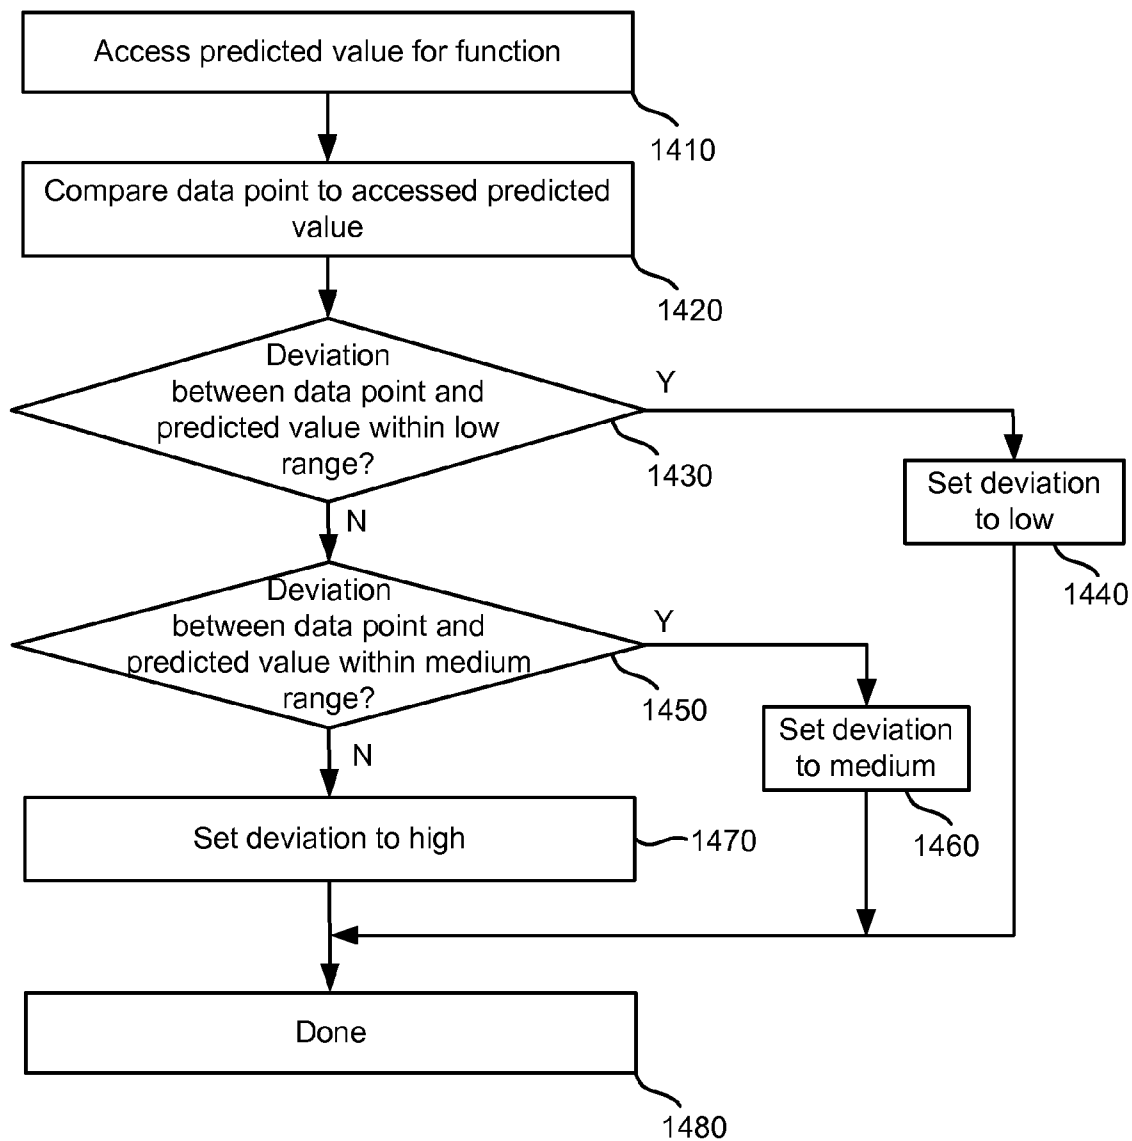 Access predicted value for function
1410
Compare data point to accessed predicted
value
1420
Deviation
between data point and
predicted value within low
range?
Y
1430
N
Set deviation
to low
1440
Deviation
between data point and
predicted value within medium
range?
Y
1450
N
Set deviation
to medium
1460
Set deviation to high
1470
Done
1480